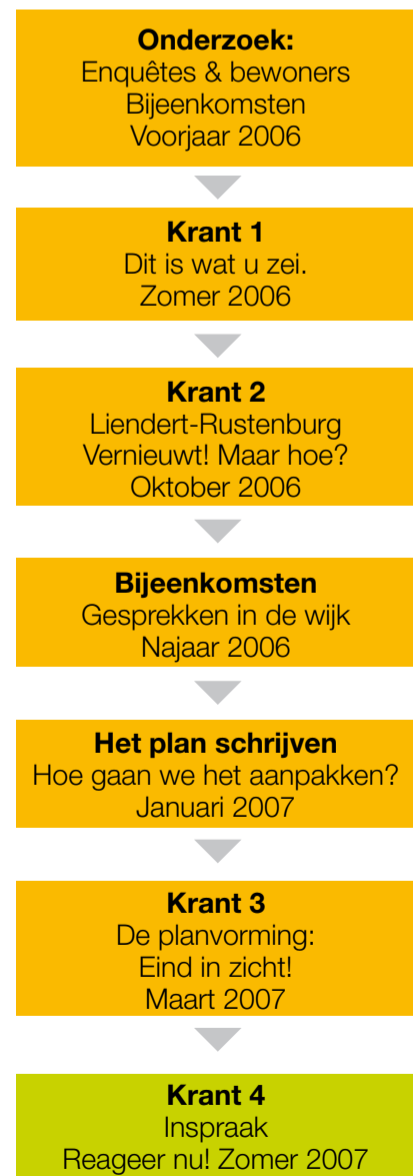 Onderzoek:
Enquêtes & bewoners
Bijeenkomsten
Voorjaar 2006
Krant 1
Dit is wat u zei.
Zomer 2006
Krant 2
Liendert-Rustenburg
Vernieuwt! Maar hoe?
Oktober 2006
Bijeenkomsten
Gesprekken in de wijk
Najaar 2006
Het plan schrijven
Hoe gaan we het aanpakken?
Januari 2007
Krant 3
De planvorming:
Eind in zicht!
Maart 2007
Krant 4
Inspraak
Reageer nu! Zomer 2007